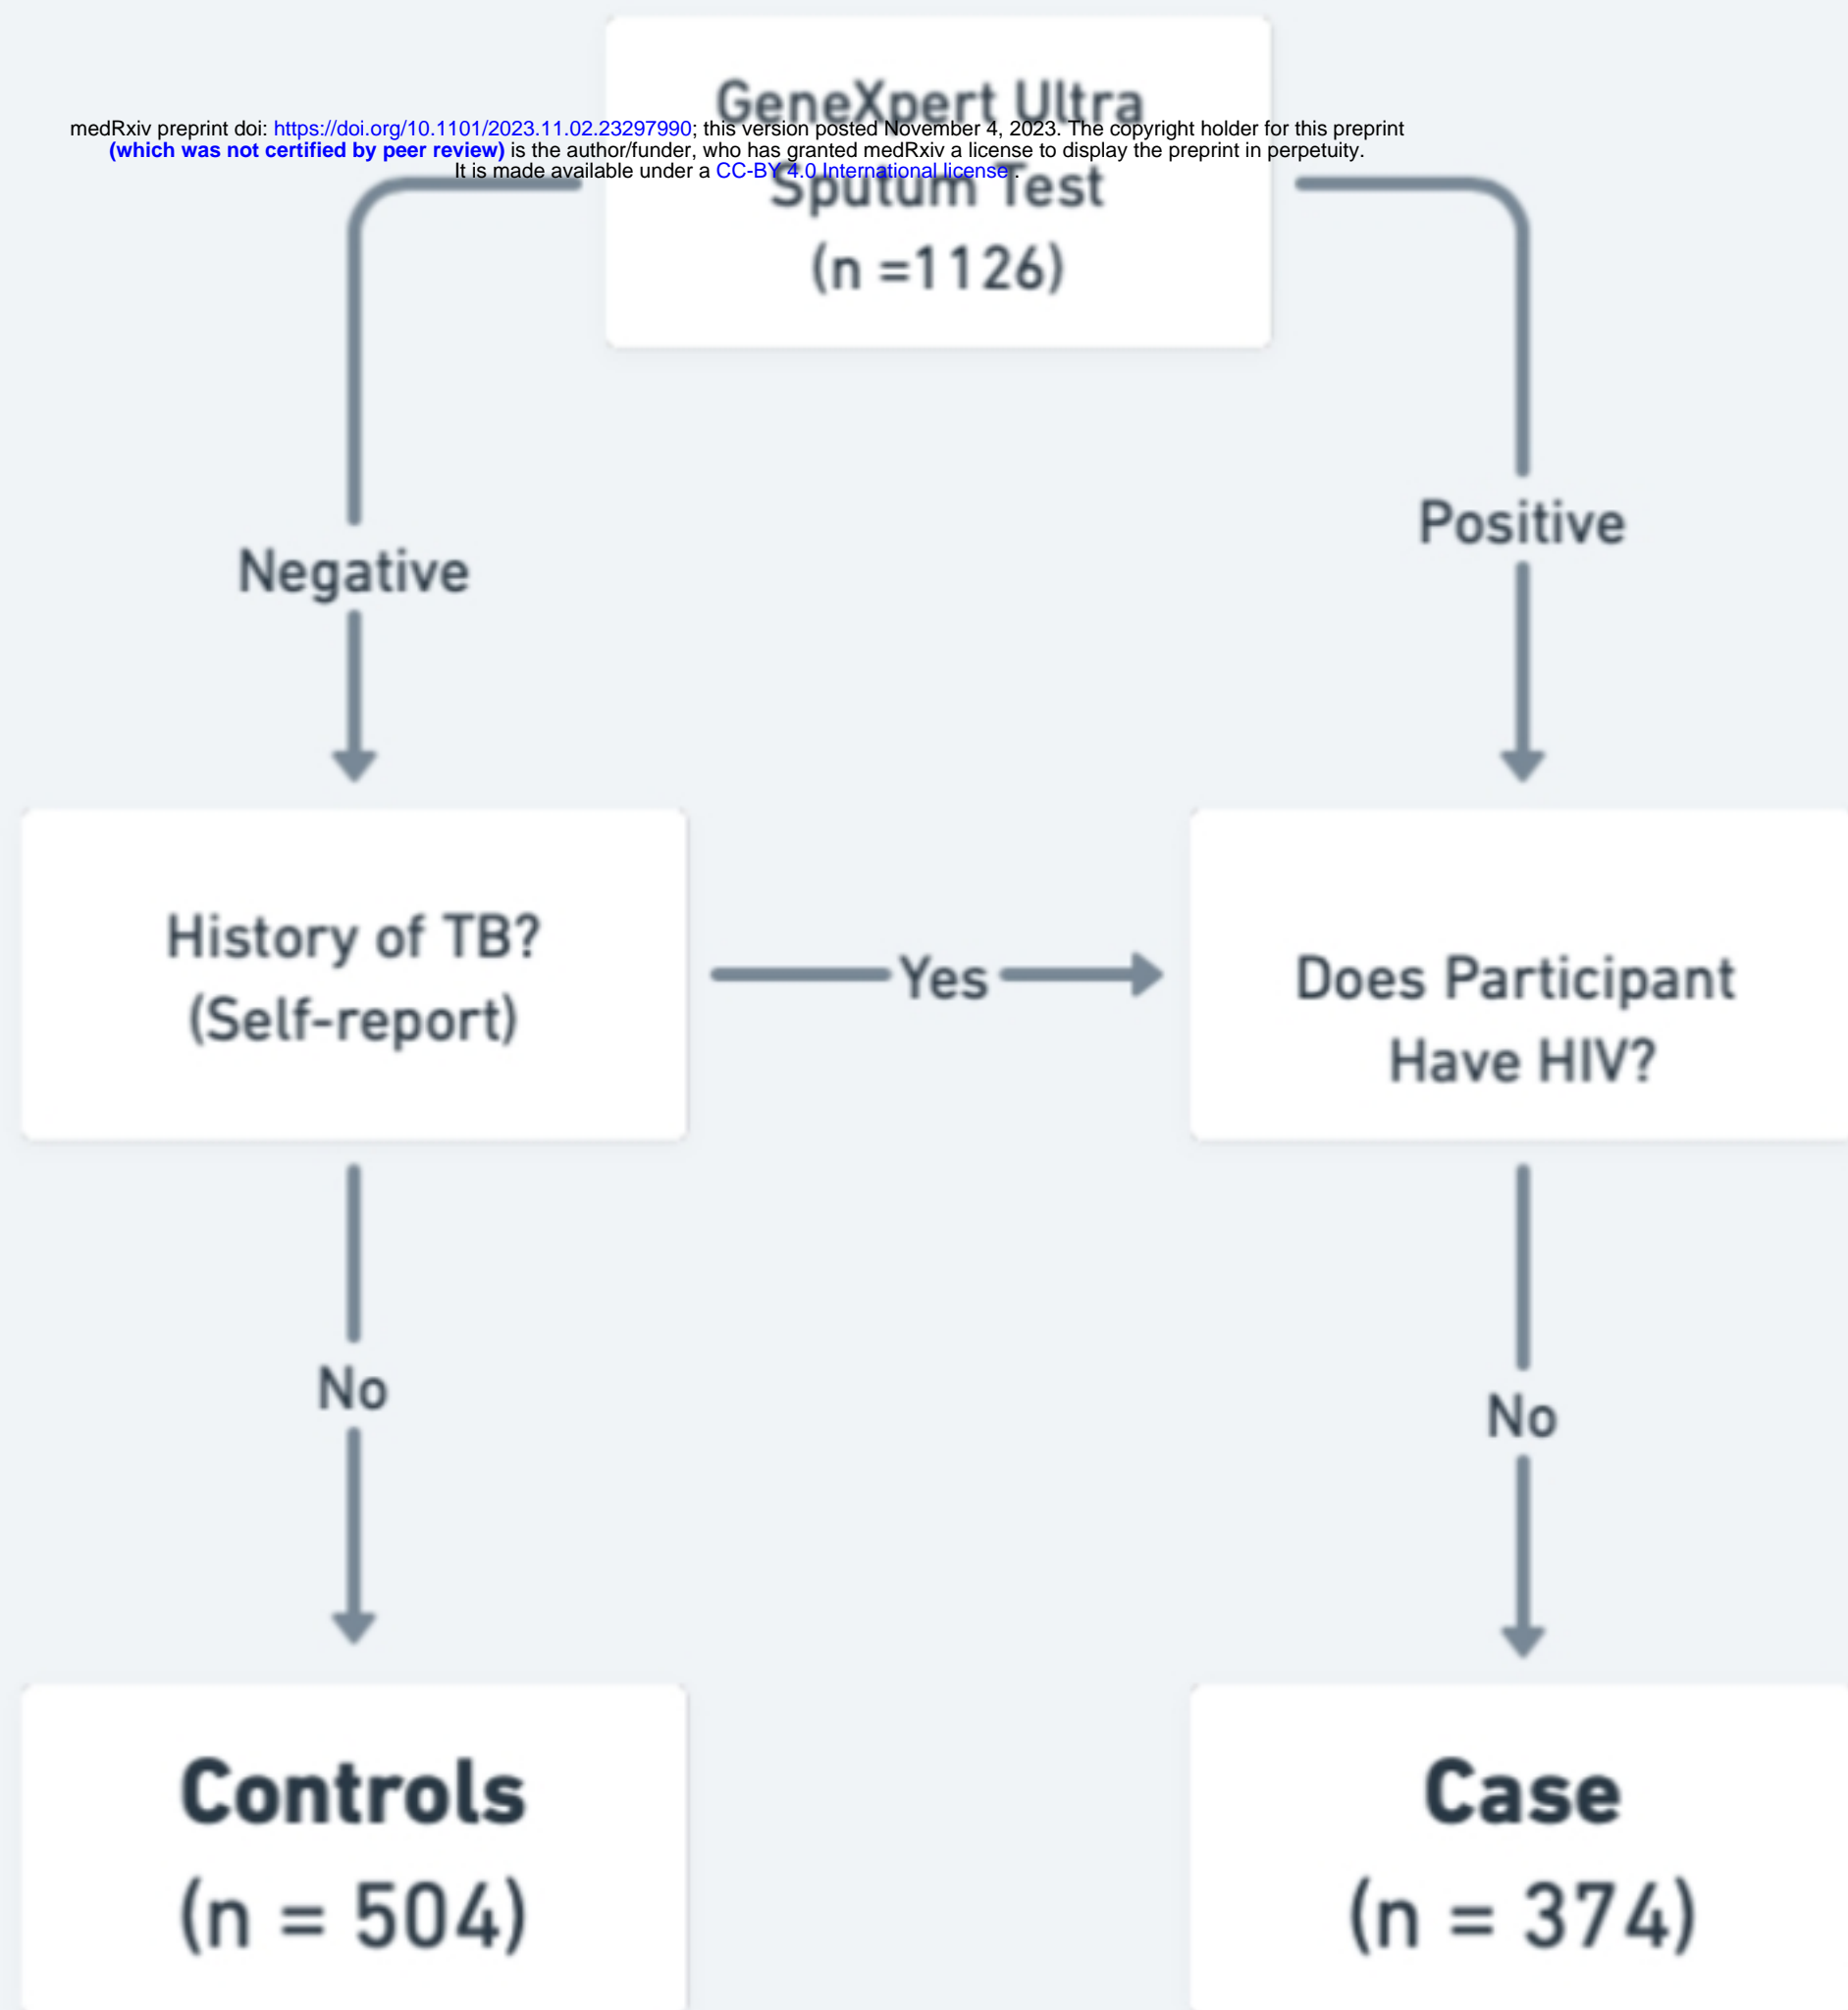 GeneXpert Ultra
medRxiv preprint doi: https://doi.org/10.1101/2023.11.02.23297990; this version posted November 4, 2023. The copyright holder for this preprint
(which was not certified by peer review) is the author/funder, who has granted medRxiv a license to display the preprint in perpetuity.
It is made available under a CC-BY 4.0 International license .
Sputum Test
(n =1126)
Negative
Positive
History of TB?
(Self-report)
Yes
Does Participant
Have HIV?
No
No
Controls
(n = 504)
Case
(n = 374)